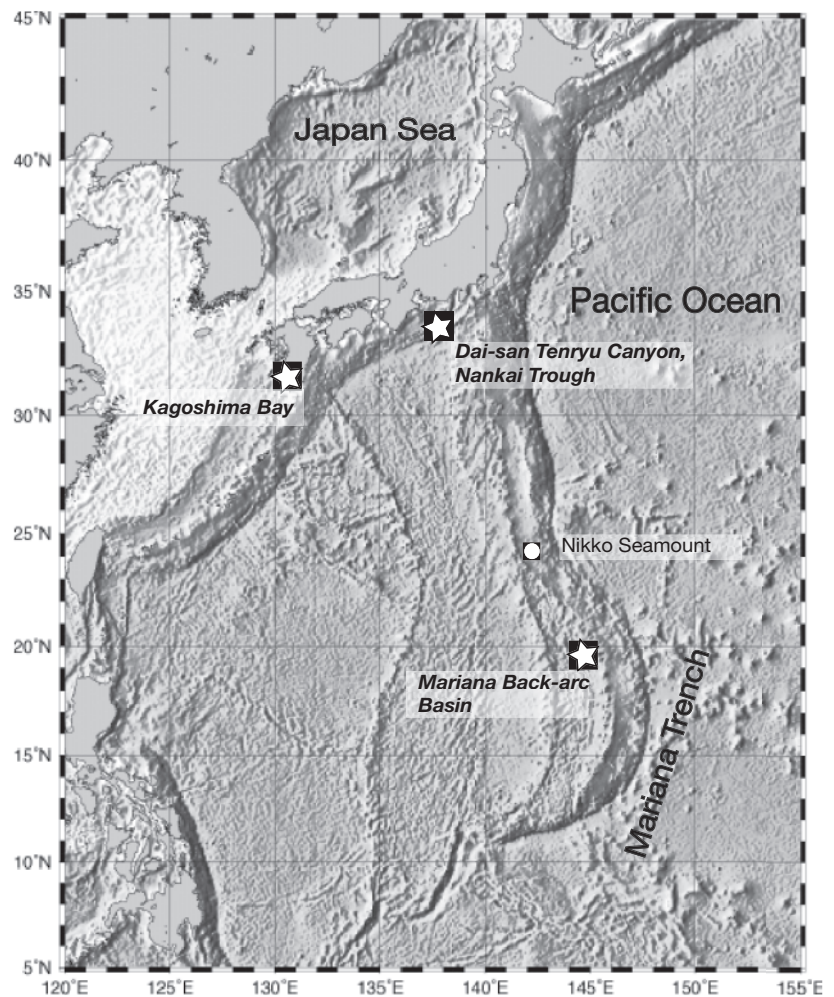 45˚N
Japan Sea
40˚N
35˚N
Pacific Ocean
Dai-san Tenryu Canyon,
Nankai Trough
Kagoshima Bay
30˚N
25˚N
Nikko Seamount
20˚N
Mariana Back-arc
Basin
Mariana Trench
15˚N
10˚N
5˚N
120˚E
125˚E
130˚E
135˚E
140˚E
145˚E
150˚E
155˚E